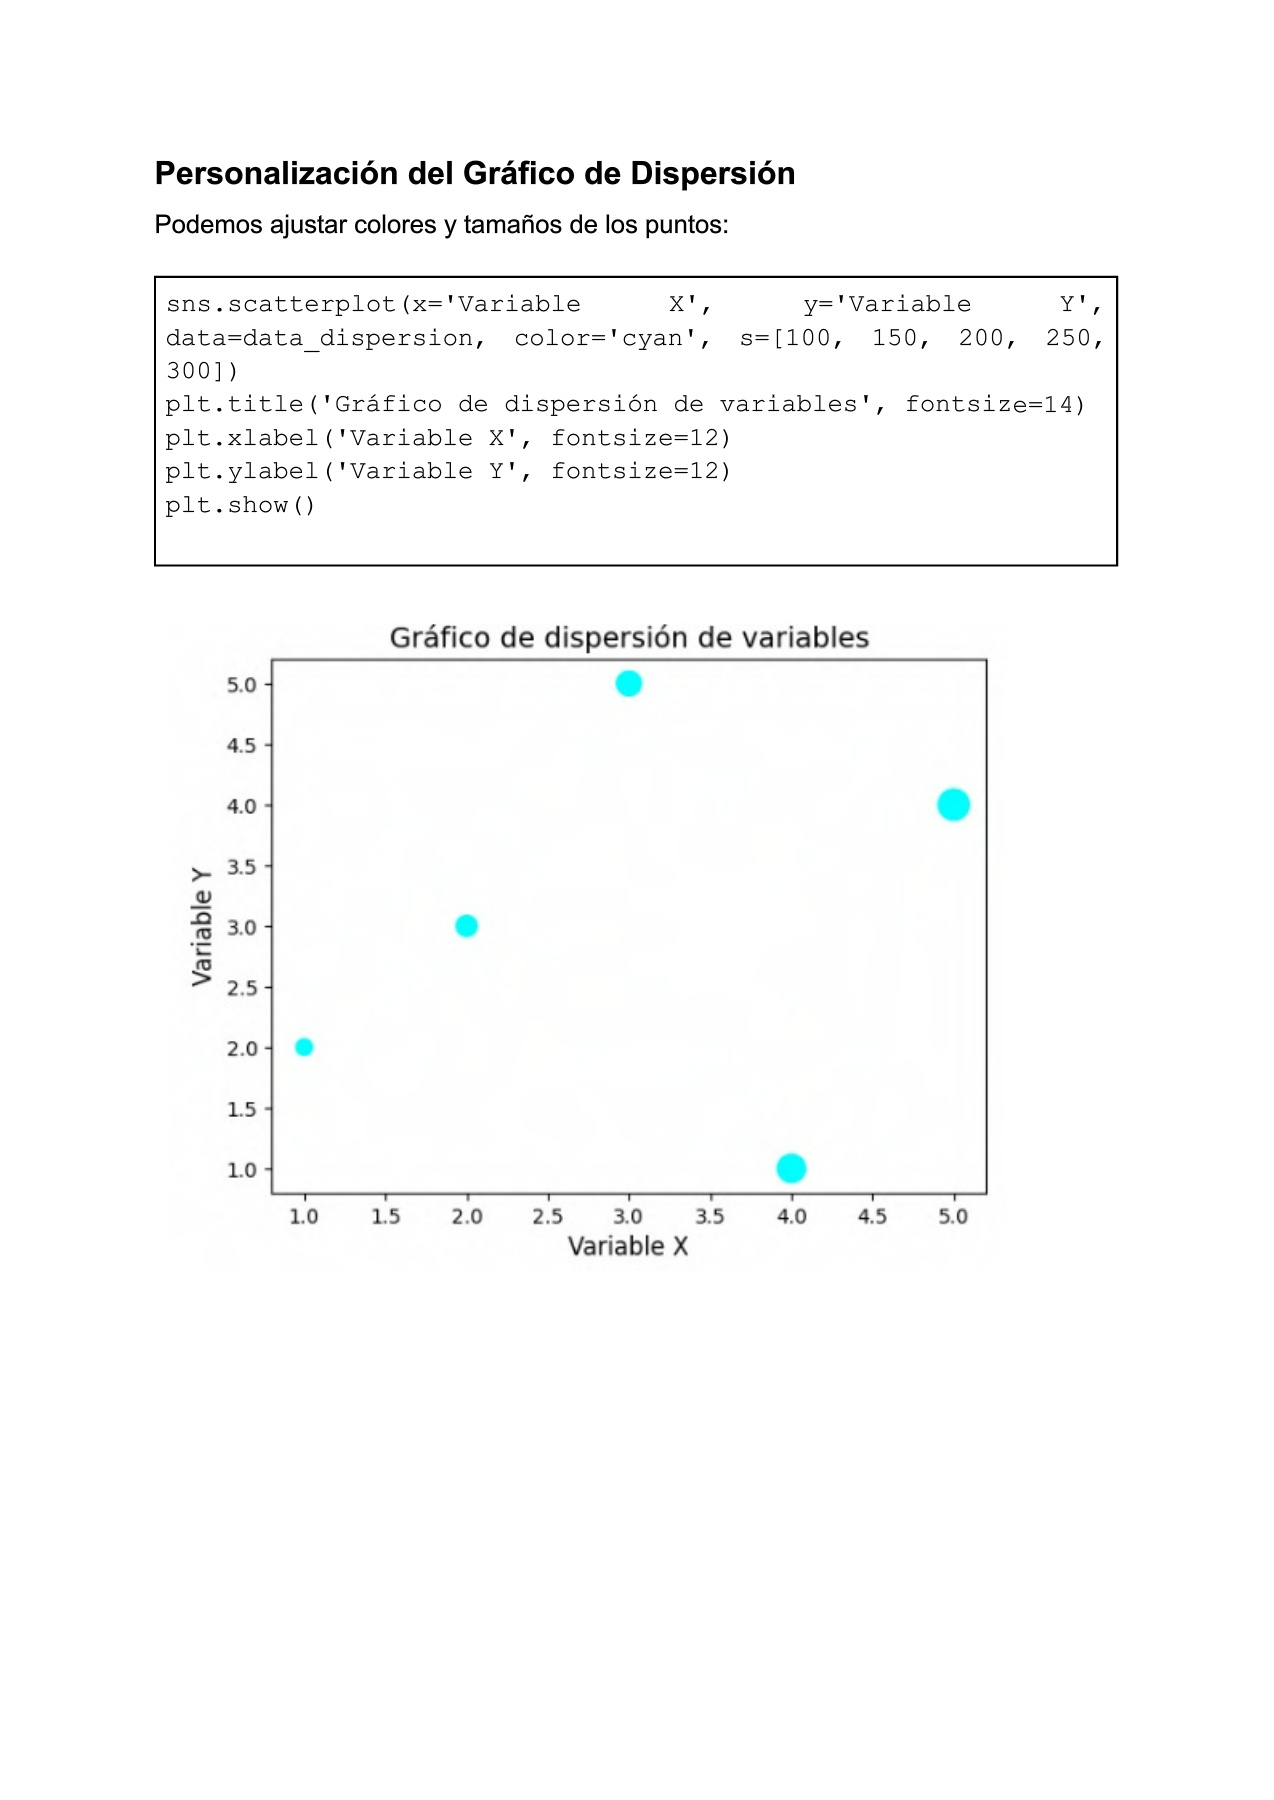 Personalización del Gráfico de Dispersión
Podemos ajustar colores y tamaños de los puntos:
sns.scatterplot(x='Variable X', y='Variable Y',
data=data_dispersion, color='cyan', s=[100, 150, 200, 250,
300])
plt.title('Gráfico de dispersión de variables', fontsize=14)
plt.xlabel('Variable X', fontsize=12)
plt.ylabel('Variable Y', fontsize=12)
plt.show()
Gráfico de dispersión de variables
5.0
4.5
4.0
3.5
3.0
2.5
2.0
1.5
1.0
Variable Y
1.0 1.5 2.0 2.5 3.0 3.5 4.0 4.5 5.0
Variable X